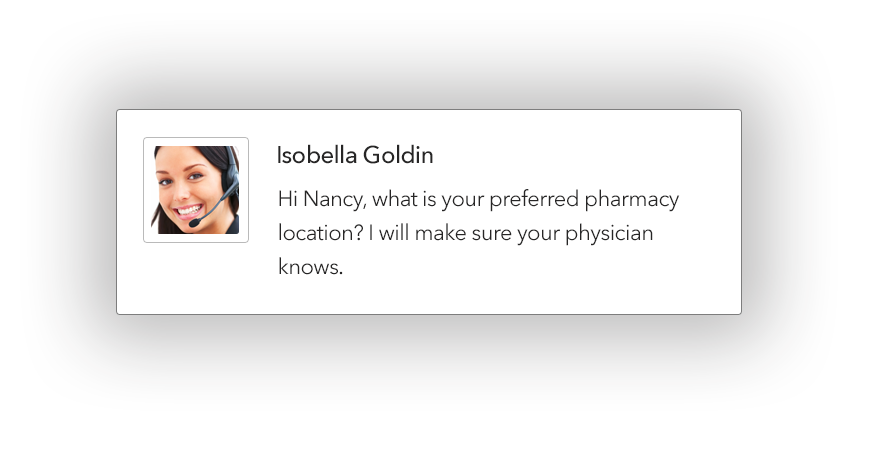 Isobella Goldin
Hi Nancy, what is your preferred pharmacy
location? I will make sure your physician
knows.